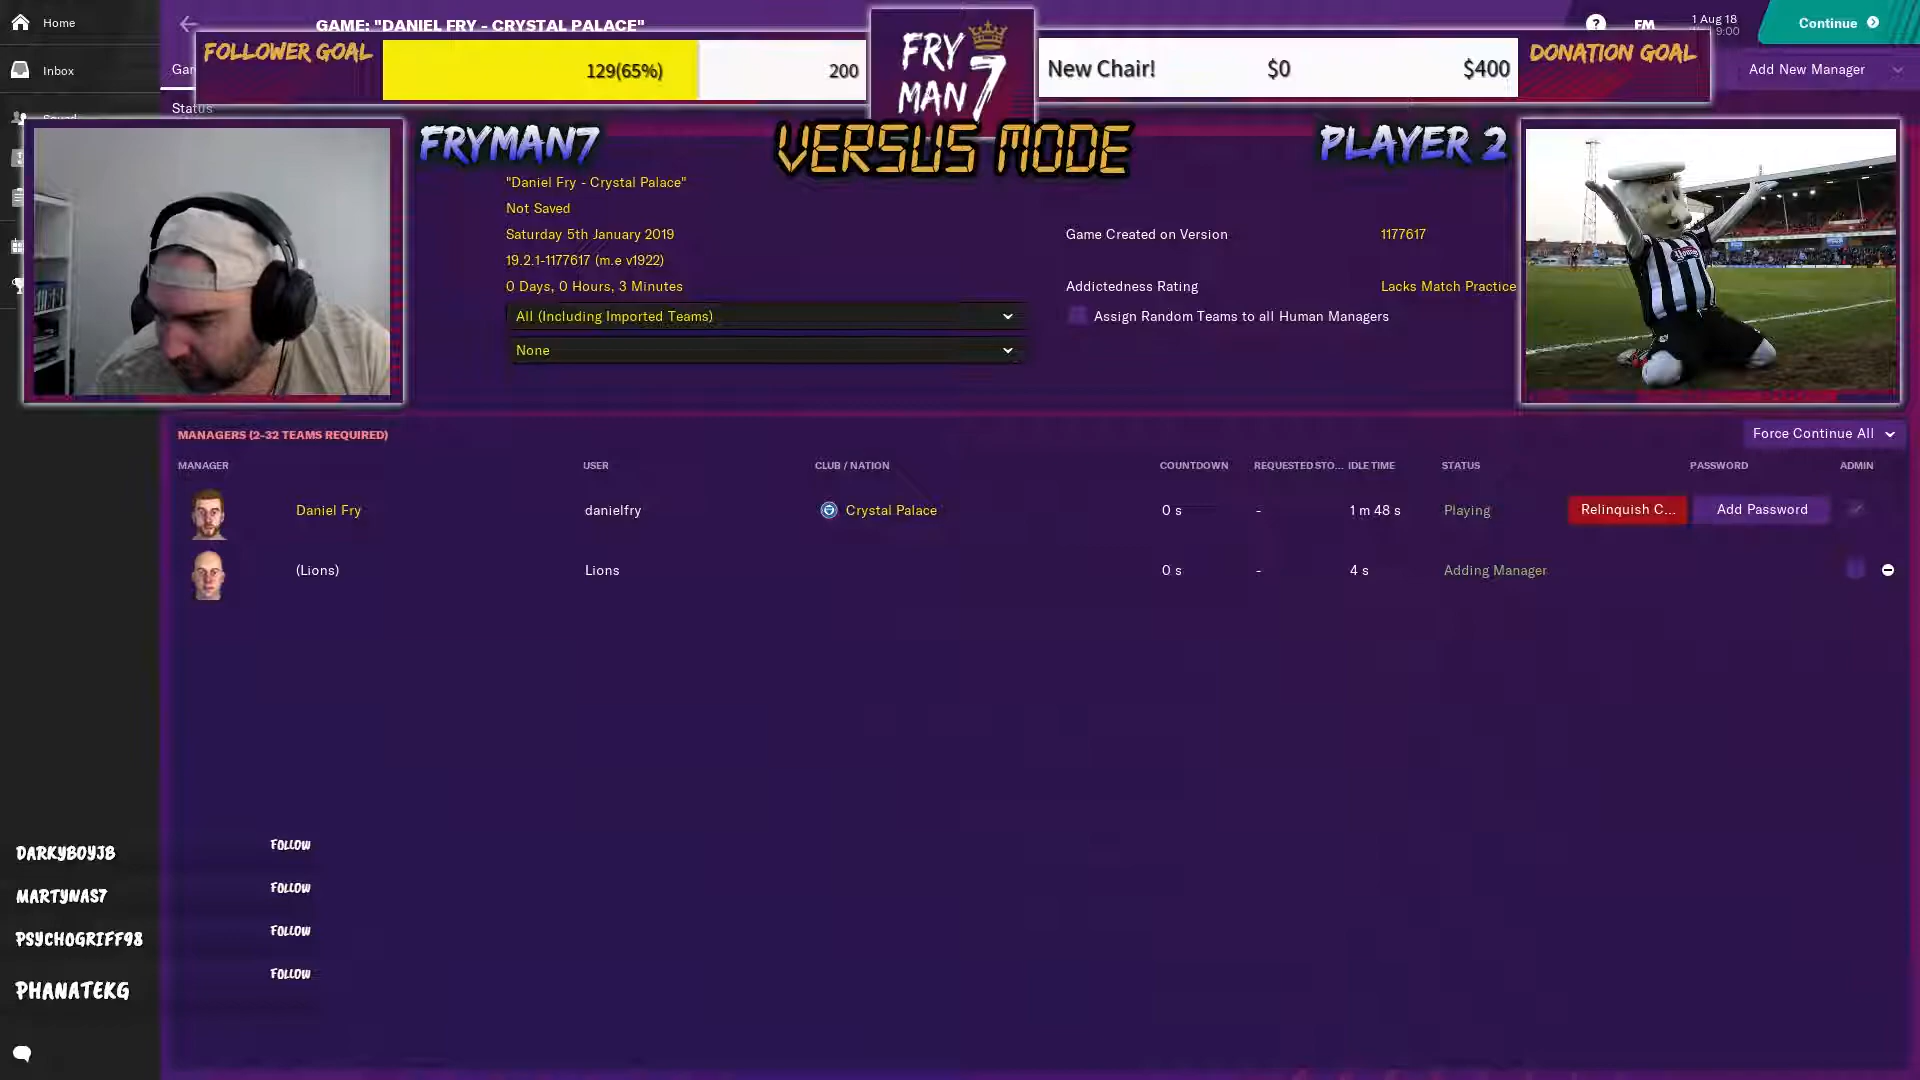 Home
GAME: "DANIEL FRY - CRYSTAL PALACE"
FM
1 Aug 18
9:00
Continue
FOLLOWER GOAL
129(65%)
200
FRY MAN 7
New Chair!
$0
$400
DONATION GOAL
Inbox
Add New Manager
Status
Squad
FRYMAN7
VERSUS MODE
PLAYER 2
"Daniel Fry - Crystal Palace"
Not Saved
Saturday 5th January 2019
Game Created on Version
1177617
19.2.1-1177617 (m.e v1922)
0 Days, 0 Hours, 3 Minutes
Addictedness Rating
Lacks Match Practice
All (Including Imported Teams)
Assign Random Teams to all Human Managers
None
MANAGERS (2-32 TEAMS REQUIRED)
Force Continue All
MANAGER USER CLUB / NATION COUNTDOWN REQUESTED STO... IDLE TIME STATUS PASSWORD ADMIN
Daniel Fry danielfry Crystal Palace 0 s - 1 m 48 s Playing Relinquish C... Add Password
(Lions) Lions 0 s - 4 s Adding Manager
DARKYBOYJB FOLLOW
MARTYNAS7 FOLLOW
PSYCHOGRIFF98 FOLLOW
PHANATEKG FOLLOW